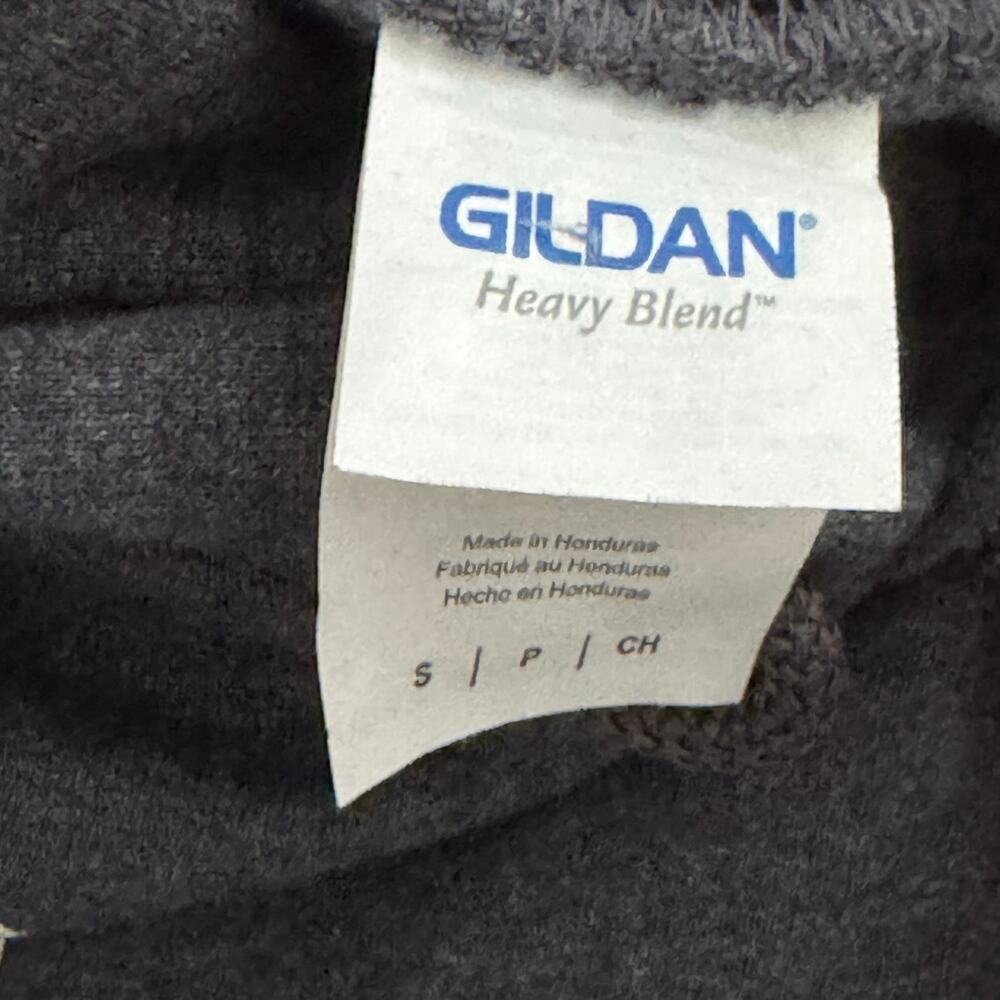 GILDAN®
Heavy Blend™
Made in Honduras
Fabriqué au Honduras
Hecho en Honduras
S | P | CH